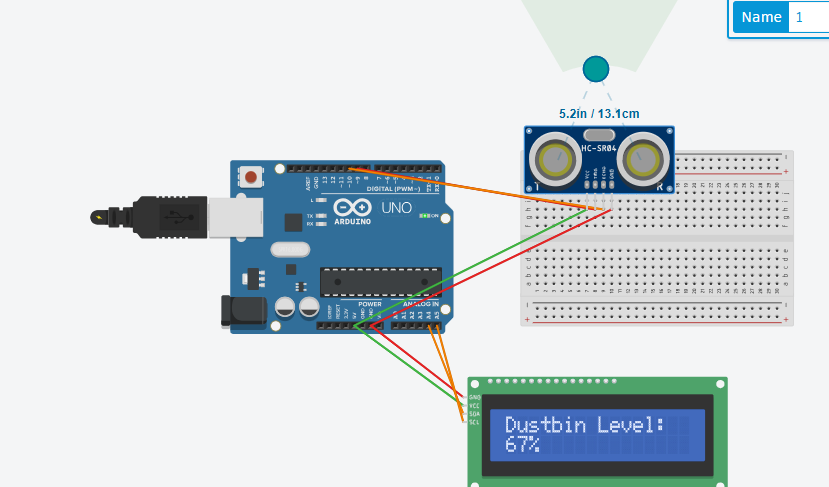 Name 1
5.2in / 13.1cm
HC-SR04
VCC
TRIG
ECHO
GND
T R
AREF
GND
13
12
~11
~10
~9
8
7
~6
~5
4
~3
2
TX→1
RX←0
DIGITAL (PWM~)
L
TX
RX
UNO
ARDUINO
ON
POWER ANALOG IN
IOREF
RESET
3.3V
5V
GND
GND
A0
A1
A2
A3
A4
A5
GND
VCC
SDA
SCL
Dustbin Level:
67%